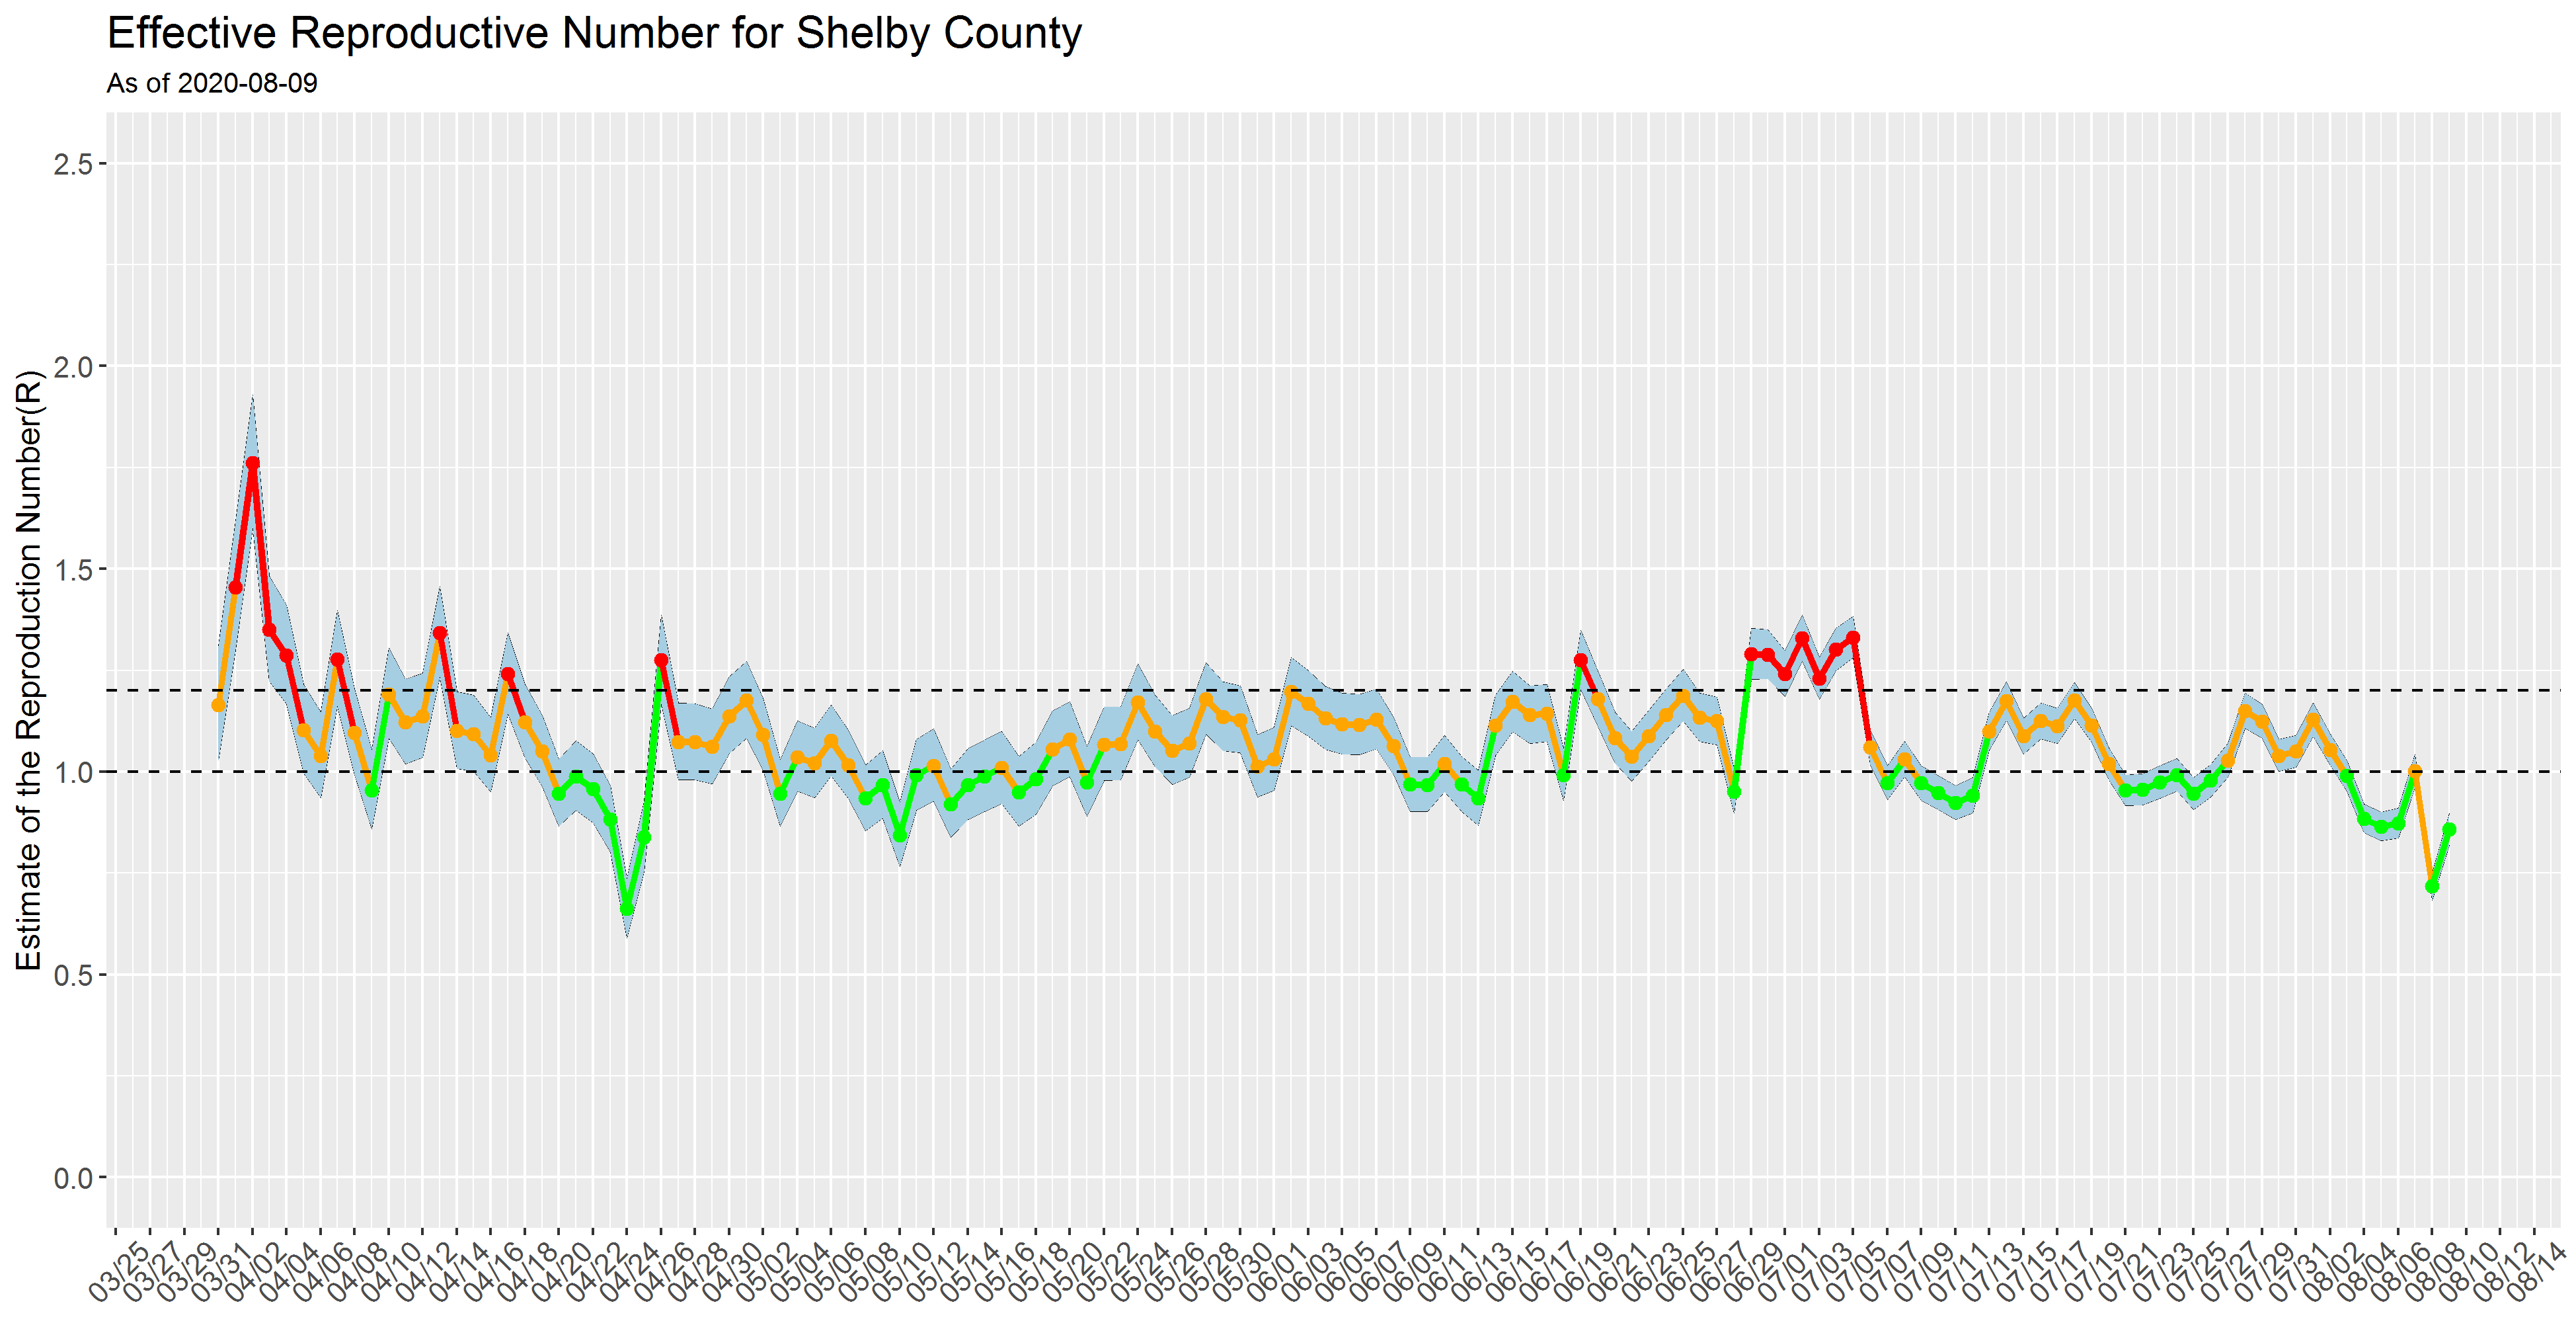 Effective Reproductive Number for Shelby County
As of 2020-08-09
Estimate of the Reproduction Number(R)
2.5
2.0
1.5
1.0
0.5
0.0
03/25 03/27 03/29 03/31 04/02 04/04 04/06 04/08 04/10 04/12 04/14 04/16 04/18 04/20 04/22 04/24 04/26 04/28 04/30 05/02 05/04 05/06 05/08 05/10 05/12 05/14 05/16 05/18 05/20 05/22 05/24 05/26 05/28 05/30 06/01 06/03 06/05 06/07 06/09 06/11 06/13 06/15 06/17 06/19 06/21 06/23 06/25 06/27 06/29 07/01 07/03 07/05 07/07 07/09 07/11 07/13 07/15 07/17 07/19 07/21 07/23 07/25 07/27 07/29 07/31 08/02 08/04 08/06 08/08 08/10 08/12 08/14